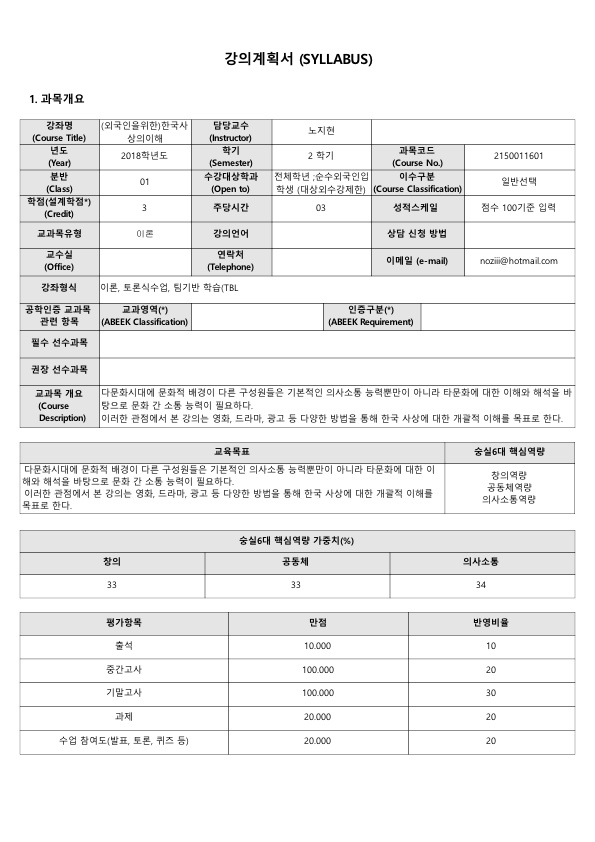 강의계획서 (SYLLABUS)
1. 과목개요
강좌명 (외국인을위한)한국사 담당교수 노지현
(Course Title) 상의이해 (Instructor)
년도 2018학년도 학기 2 학기 과목코드 2150011601
(Year) (Semester) (Course No.)
분반 01 수강대상학과 전체학년 ;순수외국인입 이수구분 일반선택
(Class) (Open to) 학생 (대상외수강제한) (Course Classification)
학점(설계학점*) 3 주당시간 03 성적스케일 점수 100기준 입력
(Credit)
교과목유형 이론 강의언어 상담 신청 방법
교수실 연락처 이메일 (e-mail) noziii@hotmail.com
(Office) (Telephone)
강좌형식 이론, 토론식수업, 팀기반 학습(TBL
공학인증 교과목 교과영역(*) 인증구분(*)
관련 항목 (ABEEK Classification) (ABEEK Requirement)
필수 선수과목
권장 선수과목
교과목 개요 다문화시대에 문화적 배경이 다른 구성원들은 기본적인 의사소통 능력뿐만이 아니라 타문화에 대한 이해와 해석을 바
(Course 탕으로 문화 간 소통 능력이 필요하다.
Description) 이러한 관점에서 본 강의는 영화, 드라마, 광고 등 다양한 방법을 통해 한국 사상에 대한 개괄적 이해를 목표로 한다.
교육목표 숭실6대 핵심역량
다문화시대에 문화적 배경이 다른 구성원들은 기본적인 의사소통 능력뿐만이 아니라 타문화에 대한 이
해와 해석을 바탕으로 문화 간 소통 능력이 필요하다.
이러한 관점에서 본 강의는 영화, 드라마, 광고 등 다양한 방법을 통해 한국 사상에 대한 개괄적 이해를
목표로 한다.
창의역량
공동체역량
의사소통역량
숭실6대 핵심역량 가중치(%)
창의 공동체 의사소통
33 33 34
평가항목 만점 반영비율
출석 10.000 10
중간고사 100.000 20
기말고사 100.000 30
과제 20.000 20
수업 참여도(발표, 토론, 퀴즈 등) 20.000 20